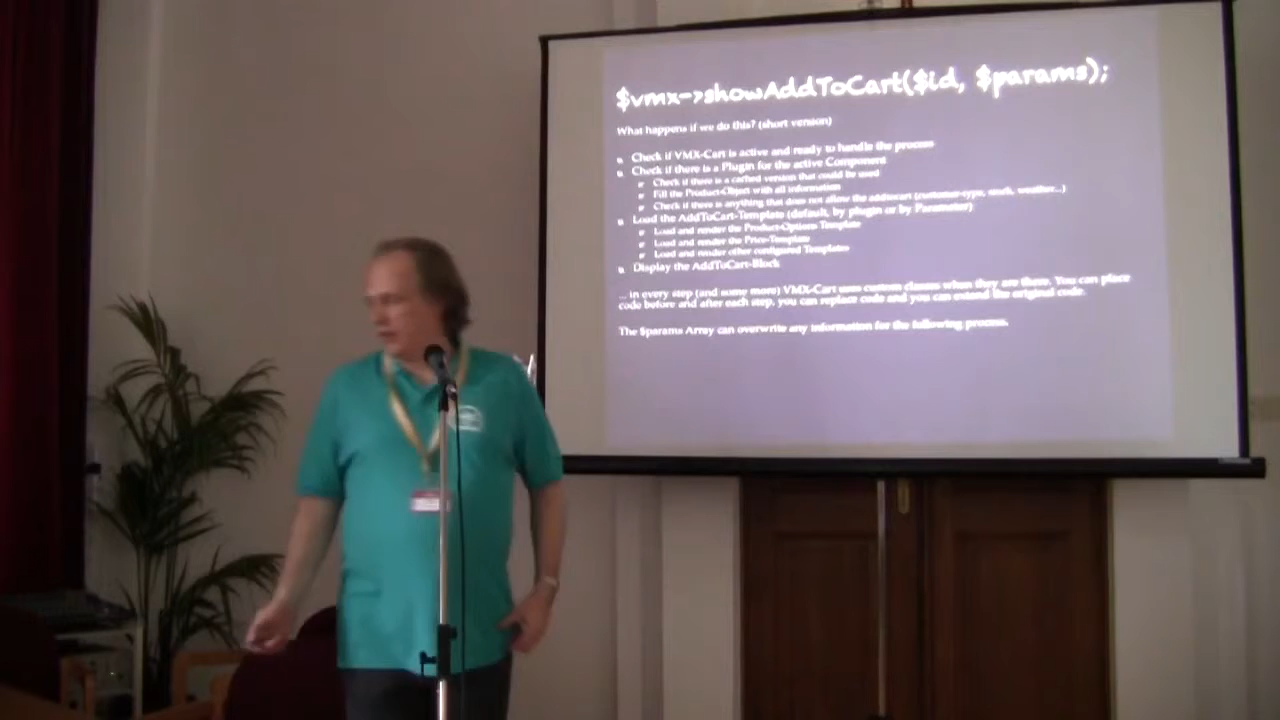 $vmx->showAddToCart($id, $params);
What happens if we do this? (short version)
Check if VMX-Cart is active and ready to handle the process
Check if there is a Plugin for the active Component
Check if there is a cached version that could be used
Fill the Product-Object with all information
Check if there is anything that does not allow the addtocart (customer-type, stock, weather...)
Load the AddToCart-Template (default, by plugin or by Parameter)
Load and render the Product-Options Template
Load and render the Price-Template
Load and render other configured Templates
Display the AddToCart-Block
... in every step (and some more) VMX-Cart uses custom classes when they are there. You can place
code before and after each step, you can replace code and you can extend the original code.
The $params Array can overwrite any information for the following process.